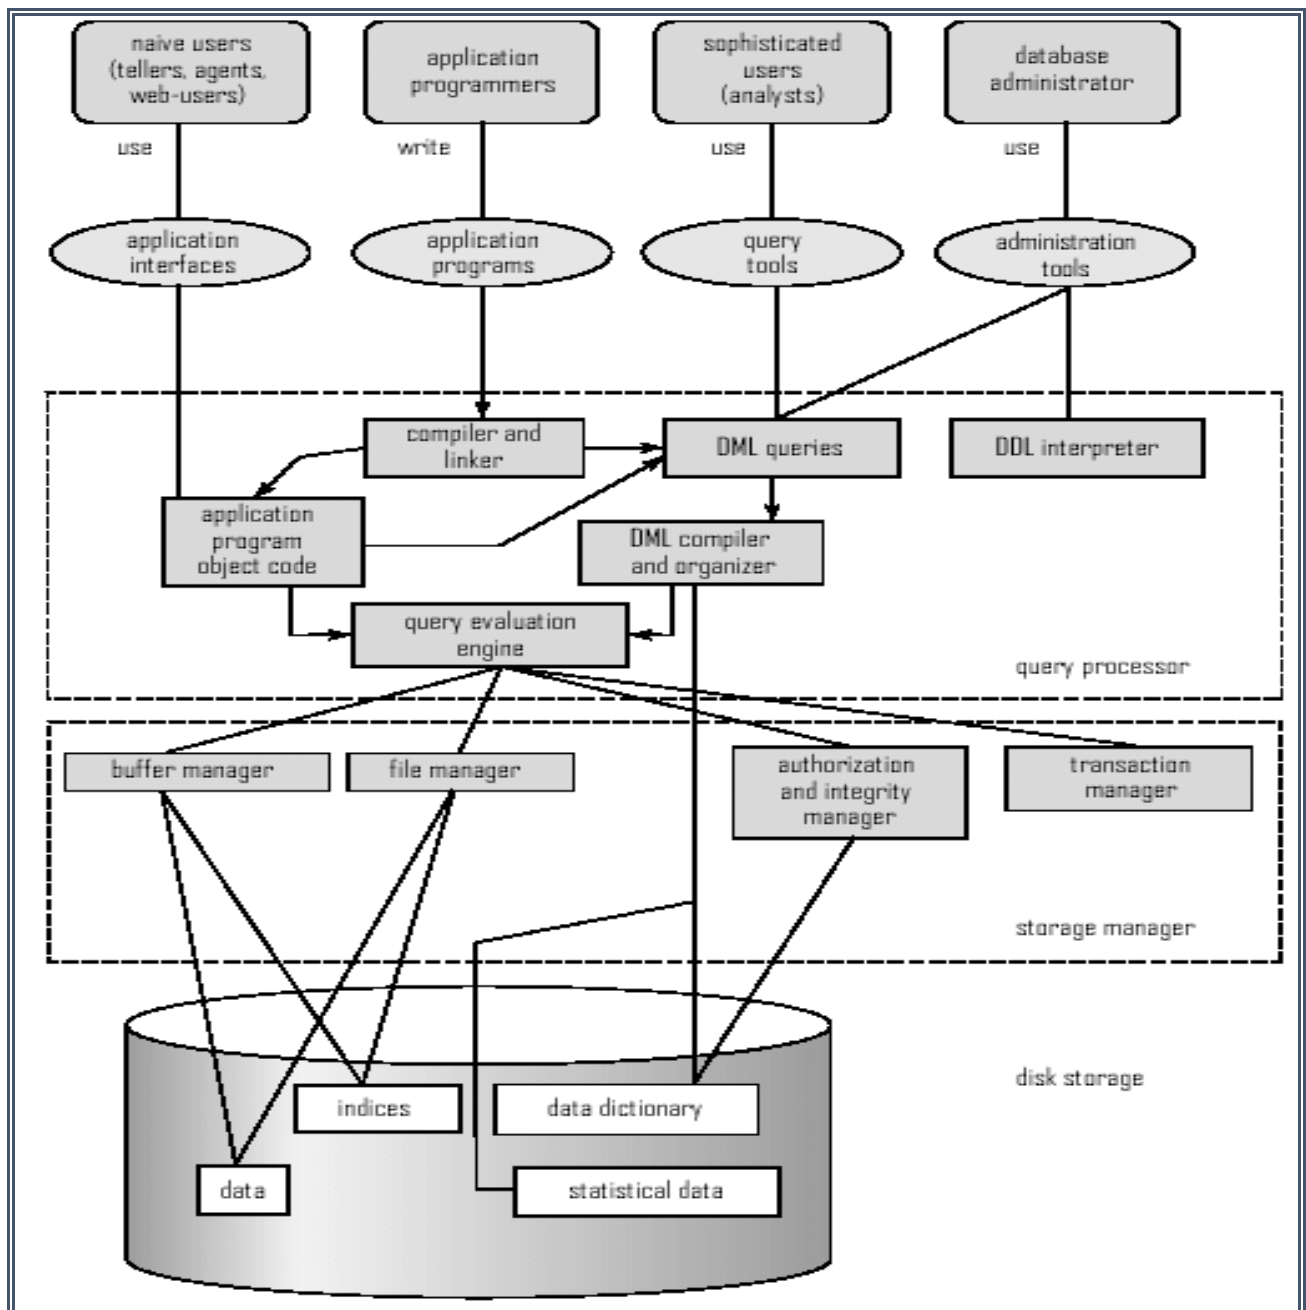 naive users
(tellers, agents,
web-users)
application
programmers
sophisticated
users
(analysts)
database
administrator
use
write
use
use
application
interfaces
application
programs
query
tools
administration
tools
compiler and
linker
DML queries
DDL interpreter
application
program
object code
DML compiler
and organizer
query evaluation
engine
query processor
buffer manager
file manager
authorization
and integrity
manager
transaction
manager
storage manager
disk storage
indices
data dictionary
data
statistical data